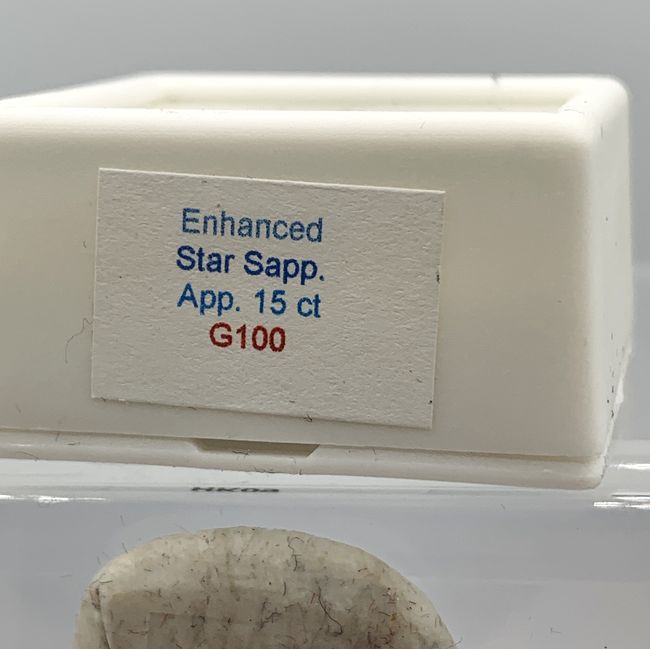 Enhanced
Star Sapp.
App. 15 ct
G100